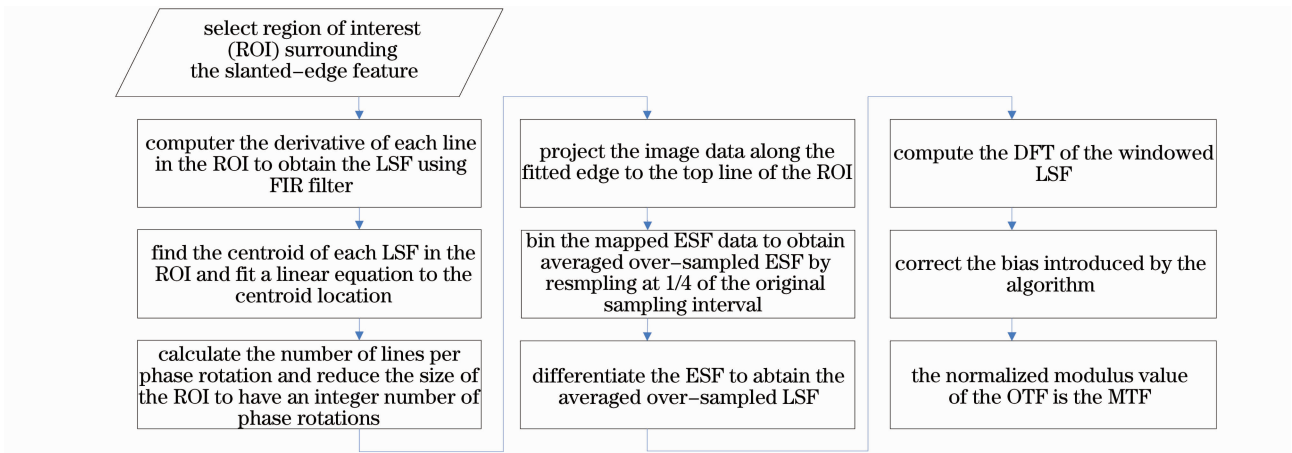 select region of interest
(ROI) surrounding
the slanted-edge feature
computer the derivative of each line
in the ROI to obtain the LSF using
FIR filter
find the centroid of each LSF in the
ROI and fit a linear equation to the
centroid location
calculate the number of lines per
phase rotation and reduce the size of
the ROI to have an integer number of
phase rotations
project the image data along the
fitted edge to the top line of the ROI
bin the mapped ESF data to obtain
averaged over-sampled ESF by
resmpling at 1/4 of the original
sampling interval
differentiate the ESF to abtain the
averaged over-sampled LSF
compute the DFT of the windowed
LSF
correct the bias introduced by the
algorithm
the normalized modulus value
of the OTF is the MTF